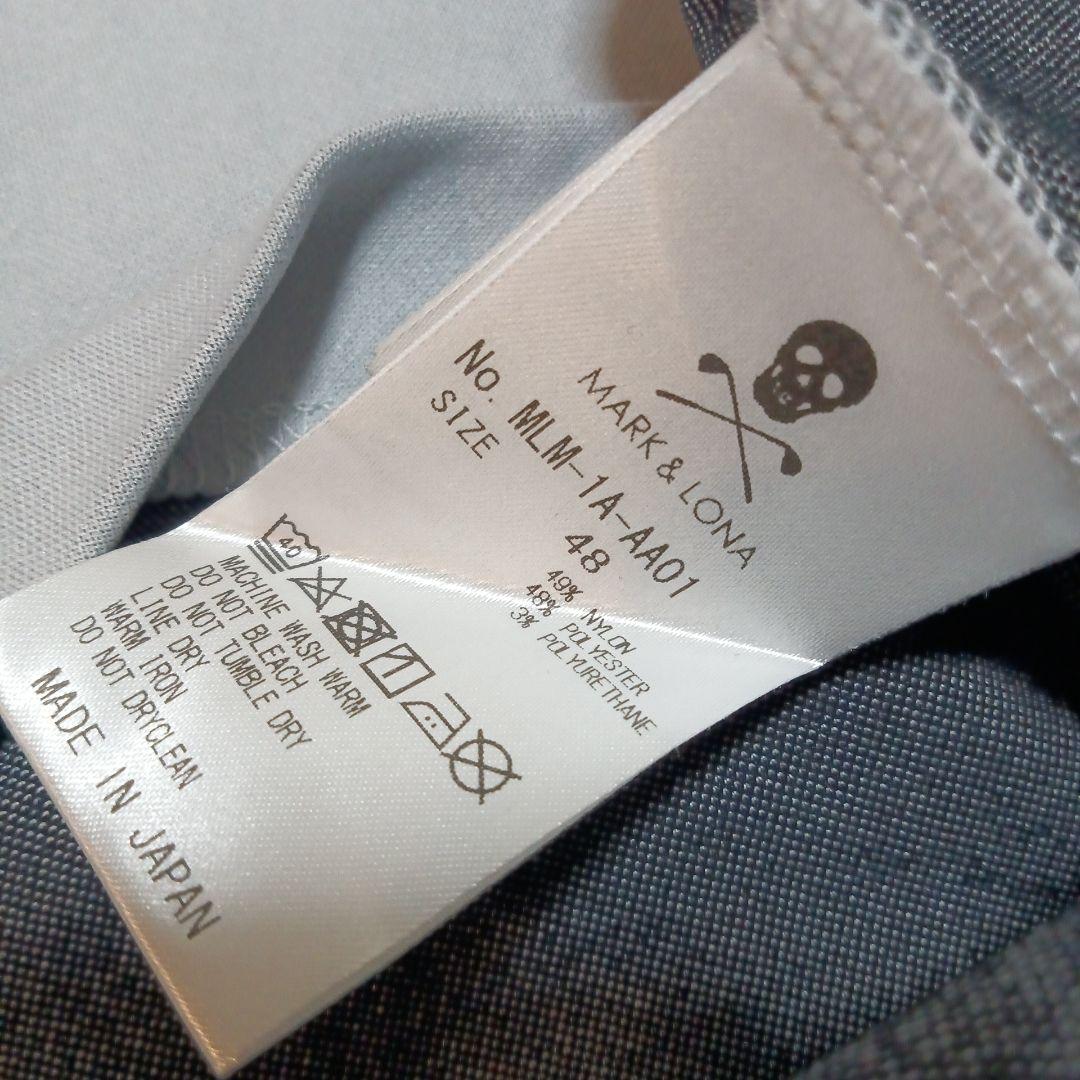 MARK & LONA
No. MLM-1A-AA01
SIZE 48
49% NYLON
48% POLYESTER
3% POLYURETHANE
40
MACHINE WASH WARM
DO NOT BLEACH
DO NOT TUMBLE DRY
LINE DRY
WARM IRON
DO NOT DRYCLEAN
MADE IN JAPAN